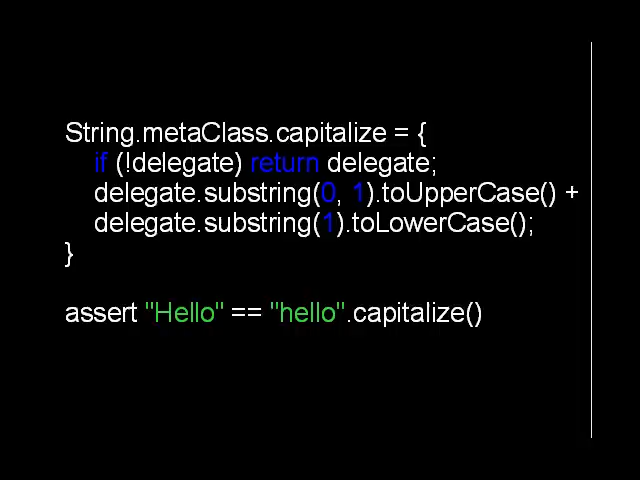 String.metaClass.capitalize = {
if (!delegate) return delegate;
delegate.substring(0, 1).toUpperCase() +
delegate.substring(1).toLowerCase();
}
assert "Hello" == "hello".capitalize()